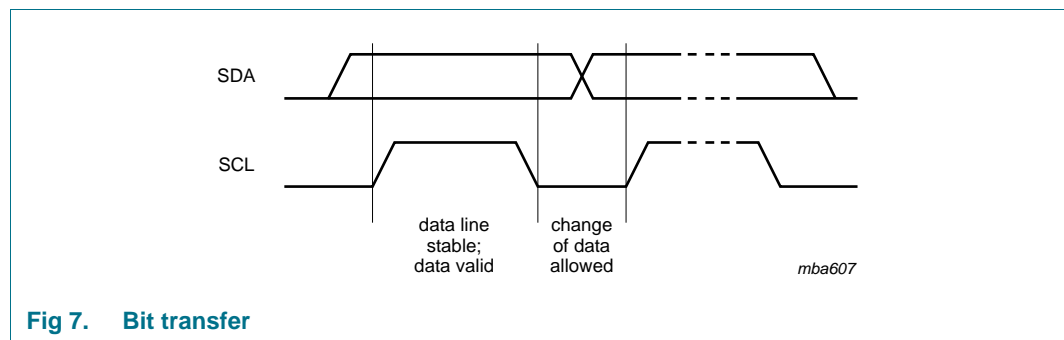 SDA
SCL
data line
stable;
data valid
change
of data
allowed
mba607
Fig 7. Bit transfer